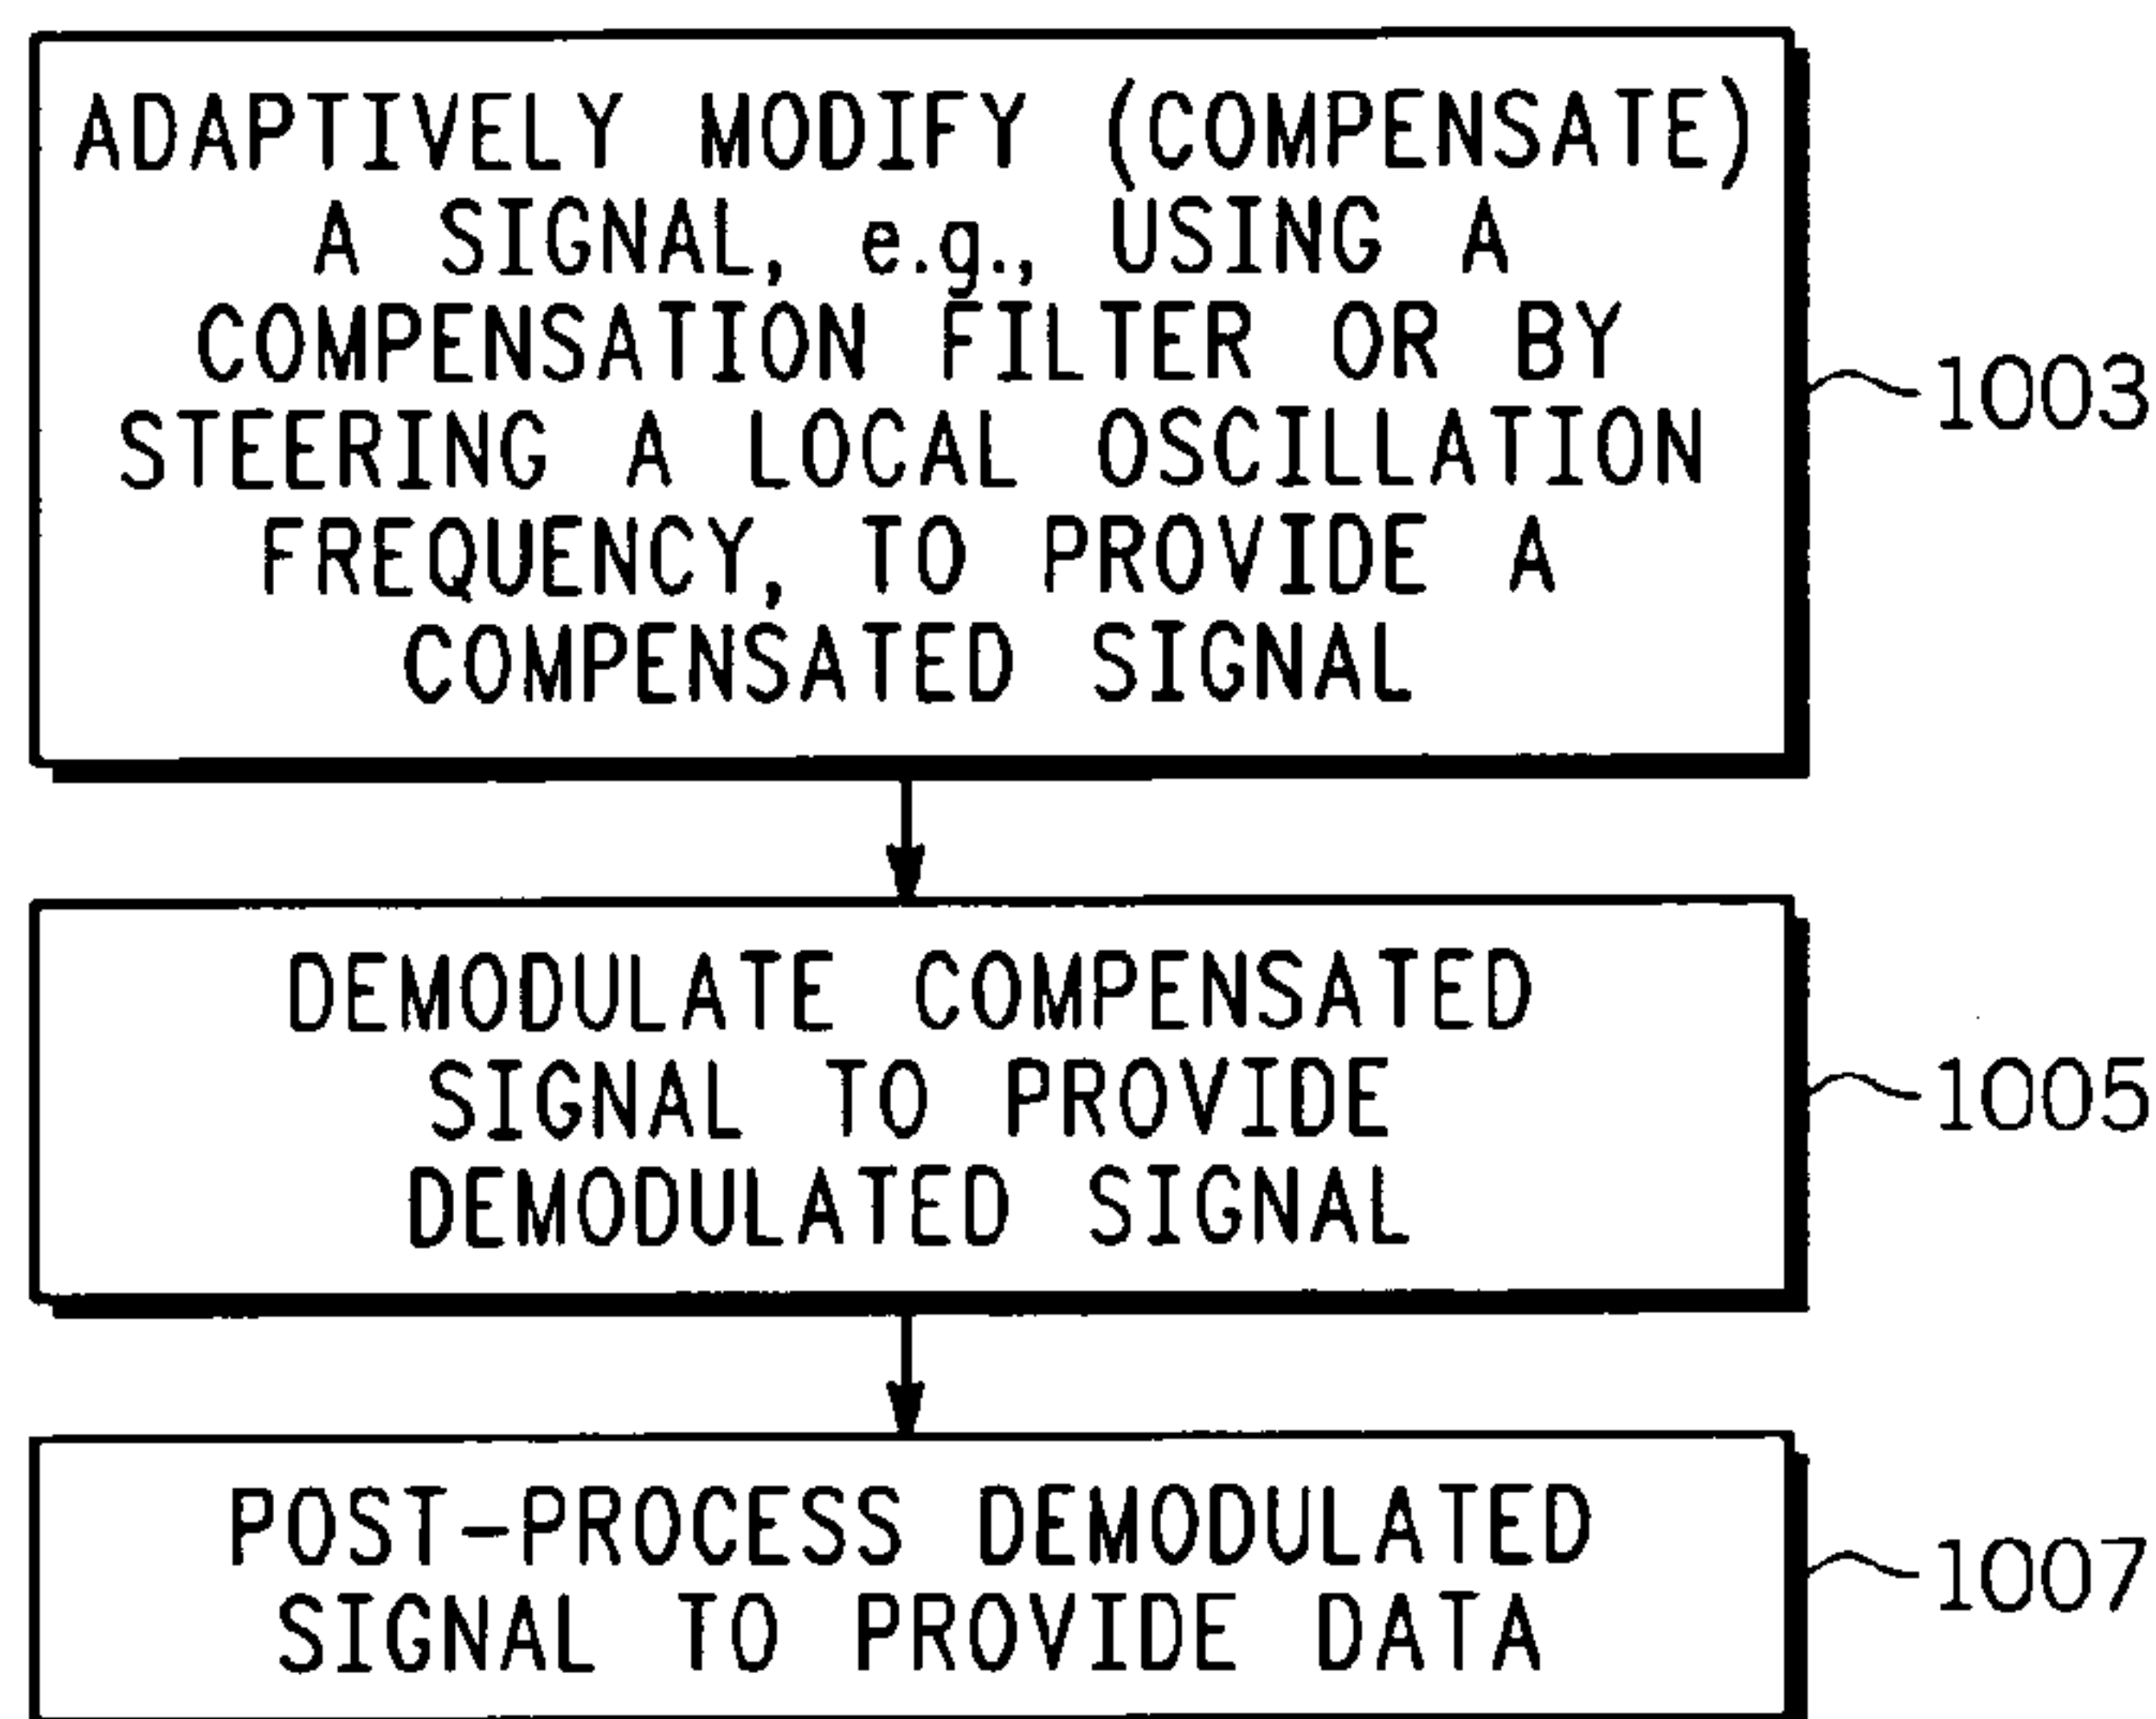 ADAPTIVELY MODIFY (COMPENSATE)
A SIGNAL, e.g., USING A
COMPENSATION FILTER OR BY
STEERING A LOCAL OSCILLATION
FREQUENCY, TO PROVIDE A
COMPENSATED SIGNAL
1003
DEMODULATE COMPENSATED
SIGNAL TO PROVIDE
DEMODULATED SIGNAL
1005
POST-PROCESS DEMODULATED
SIGNAL TO PROVIDE DATA
1007